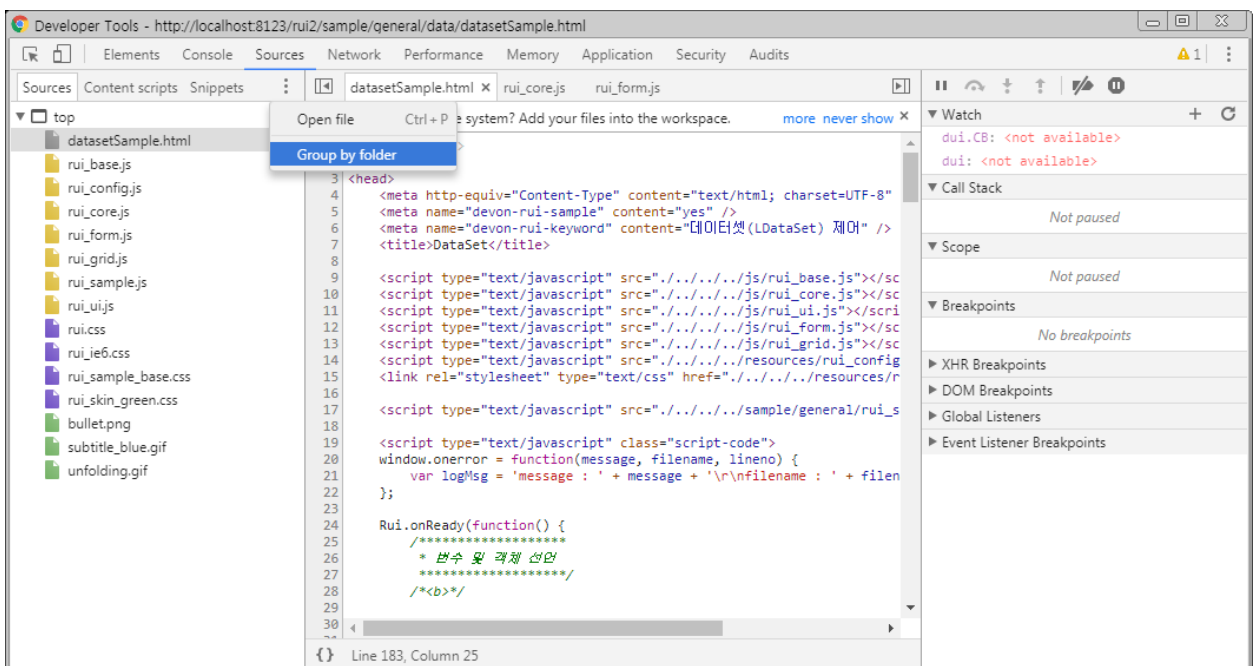 Developer Tools - http://localhost:8123/rui2/sample/general/data/datasetSample.html
Elements Console Sources Network Performance Memory Application Security Audits 1
Sources Content scripts Snippets
top
datasetSample.html
rui_base.js
rui_config.js
rui_core.js
rui_form.js
rui_grid.js
rui_sample.js
rui_ui.js
rui.css
rui_ie6.css
rui_sample_base.css
rui_skin_green.css
bullet.png
subtitle_blue.gif
unfolding.gif
Open file Ctrl + P
Group by folder
datasetSample.html × rui_core.js rui_form.js
system? Add your files into the workspace. more never show ×
3 <head>
4 <meta http-equiv="Content-Type" content="text/html; charset=UTF-8"
5 <meta name="devon-rui-sample" content="yes" />
6 <meta name="devon-rui-keyword" content="데이터셋(LDataSet) 제어" />
7 <title>DataSet</title>
8
9 <script type="text/javascript" src="./../../../js/rui_base.js"></sc
10 <script type="text/javascript" src="./../../../js/rui_core.js"></sc
11 <script type="text/javascript" src="./../../../js/rui_ui.js"></scri
12 <script type="text/javascript" src="./../../../js/rui_form.js"></sc
13 <script type="text/javascript" src="./../../../js/rui_grid.js"></sc
14 <script type="text/javascript" src="./../../../resources/rui_config
15 <link rel="stylesheet" type="text/css" href="./../../../resources/r
16
17 <script type="text/javascript" src="./../../../sample/general/rui_s
18
19 <script type="text/javascript" class="script-code">
20 window.onerror = function(message, filename, lineno) {
21 var logMsg = 'message : ' + message + '\r\nfilename : ' + filen
22 };
23
24 Rui.onReady(function() {
25 /*******************
26 * 변수 및 객체 선언
27 *******************/
28 /*<b>*/
29
30
{} Line 183, Column 25
Watch
dui.CB: <not available>
dui: <not available>
Call Stack
Not paused
Scope
Not paused
Breakpoints
No breakpoints
XHR Breakpoints
DOM Breakpoints
Global Listeners
Event Listener Breakpoints